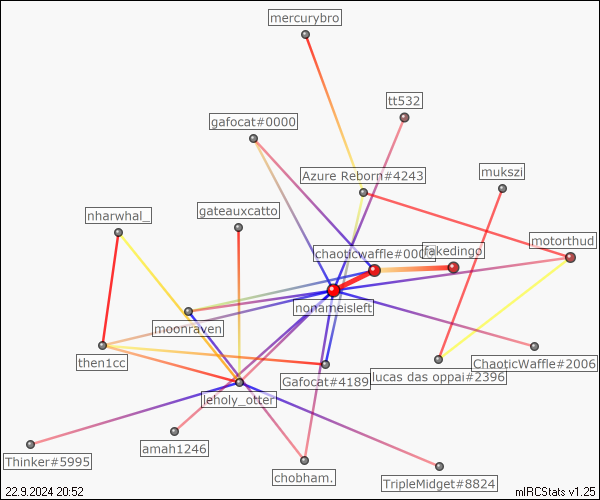 mercurybro
tt532
gafocat#0000
Azure Reborn#4243
mukszi
nharwhal_
gateauxcatto
motorthud
chaoticwaffle#0000
fakedingo
nonameisleft
moonraven
then1cc
Gafocat#4189
lucas das oppai#2396
ChaoticWaffle#2006
leholy_otter
amah1246
Thinker#5995
chobham.
TripleMidget#8824
22.9.2024 20:52
mIRCStats v1.25